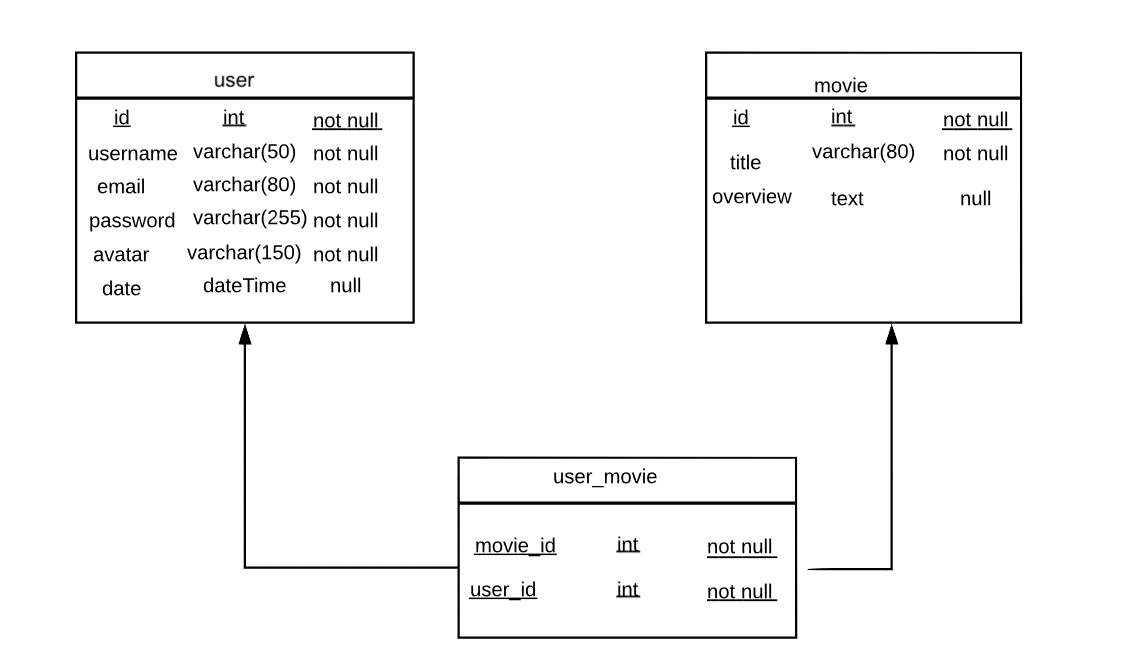 user
id int not null
username varchar(50) not null
email varchar(80) not null
password varchar(255) not null
avatar varchar(150) not null
date dateTime null
movie
id int not null
title varchar(80) not null
overview text null
user_movie
movie_id int not null
user_id int not null